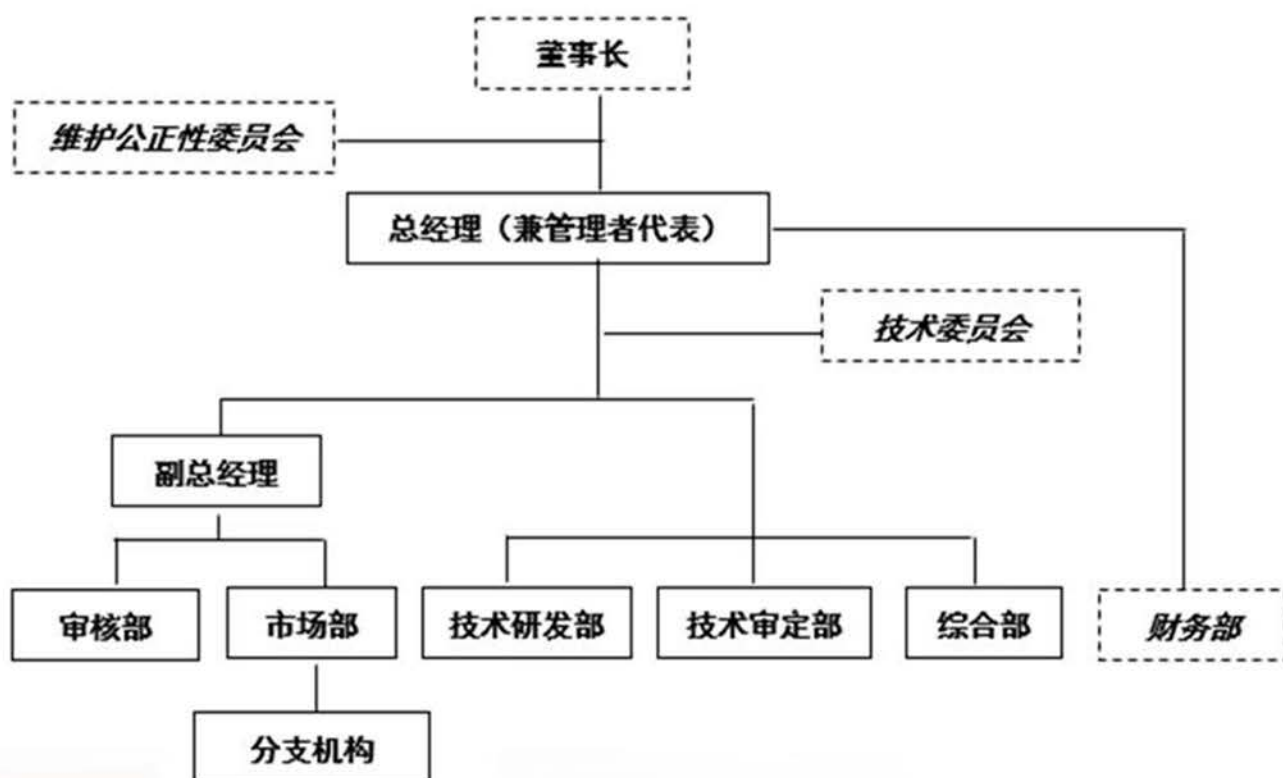 董事长
维护公正性委员会
总经理（兼管理者代表）
技术委员会
副总经理
审核部
市场部
技术研发部
技术审定部
综合部
财务部
分支机构